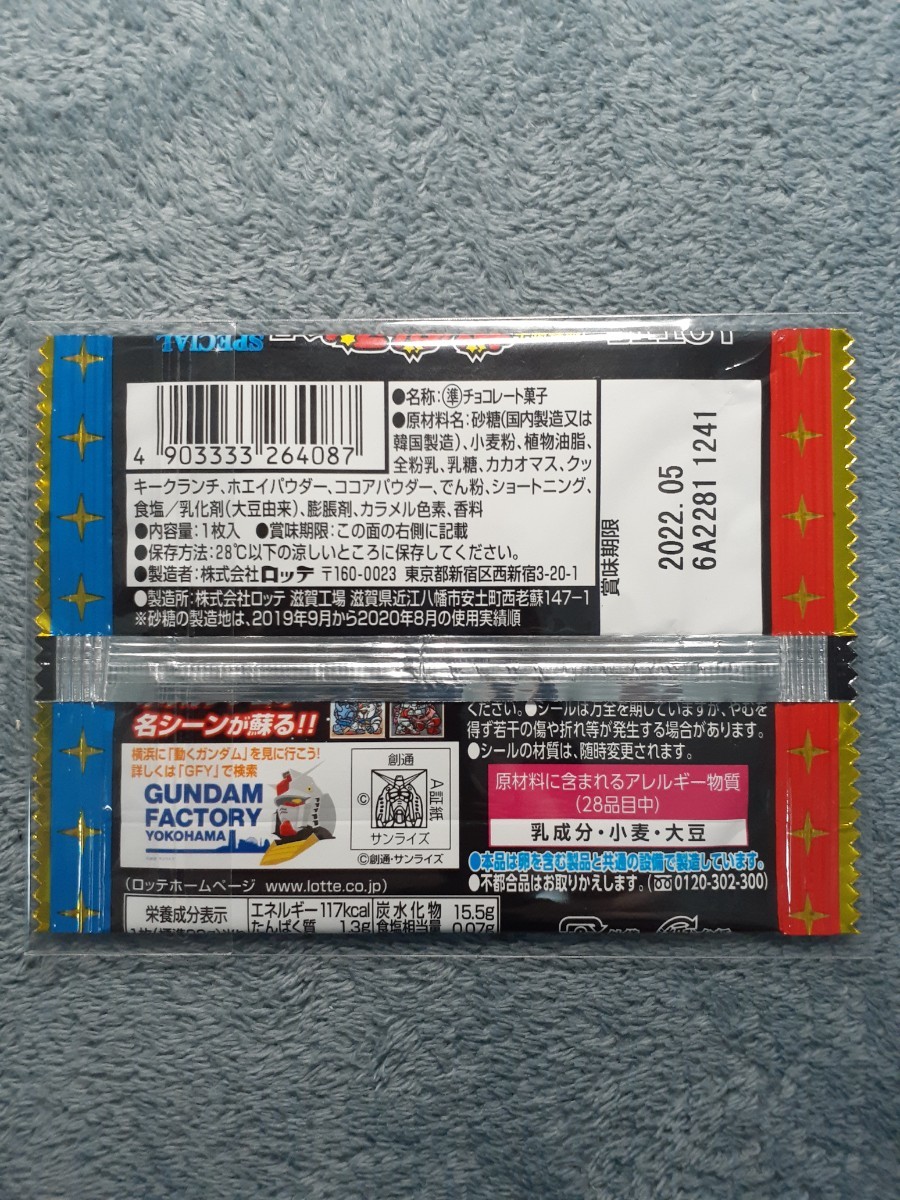 SPECIAL
LOTTE
4 903333 264087
●名称:㊟チョコレート菓子
●原材料名:砂糖(国内製造又は
韓国製造)、小麦粉、植物油脂、
全粉乳、乳糖、カカオマス、クッ
キークランチ、ホエイパウダー、ココアパウダー、でん粉、ショートニング、
食塩/乳化剤(大豆由来)、膨脹剤、カラメル色素、香料
●内容量:1枚入 ●賞味期限:この面の右側に記載
●保存方法:28℃以下の涼しいところに保存してください。
●製造者:株式会社ロッテ 〒160-0023 東京都新宿区西新宿3-20-1
●製造所:株式会社ロッテ 滋賀工場 滋賀県近江八幡市安土町西老蘇147-1
※砂糖の製造地は、2019年9月から2020年8月の使用実績順
賞味期限
2022.05
6A2281 1241
名シーンが蘇る!!
横浜に「動くガンダム」を見に行こう!
詳しくは「GFY」で検索
GUNDAM
FACTORY
YOKOHAMA
創通
©
A証紙
サンライズ
©創通・サンライズ
(ロッテホームページ www.lotte.co.jp)
ください。●シールは万全を期していますが、やむを
得ず若干の傷や折れ等が発生する場合があります。
●シールの材質は、随時変更されます。
原材料に含まれるアレルギー物質
(28品目中)
乳成分・小麦・大豆
●本品は卵を含む製品と共通の設備で製造しています。
●不都合品はお取りかえします。(0120-302-300)
栄養成分表示
エネルギー 117kcal 炭水化物 15.5g
たんぱく質 1.3g 食塩相当量 0.07g